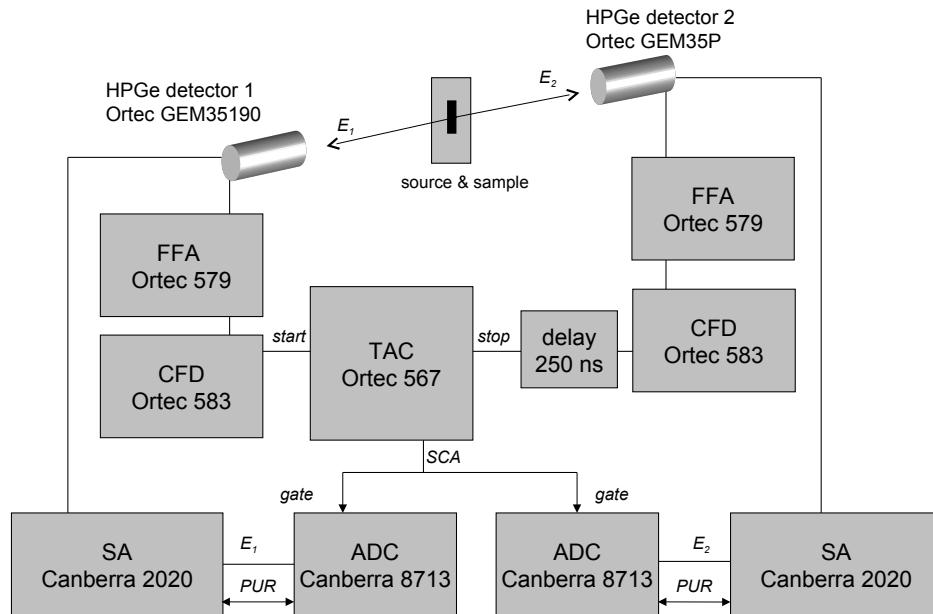 HPGe detector 2
Ortec GEM35P
HPGe detector 1
Ortec GEM35190
E2
E1
source & sample
FFA
Ortec 579
FFA
Ortec 579
start
TAC
Ortec 567
stop
delay
250 ns
CFD
Ortec 583
CFD
Ortec 583
SCA
gate
gate
SA
Canberra 2020
E1
PUR
ADC
Canberra 8713
ADC
Canberra 8713
E2
PUR
SA
Canberra 2020